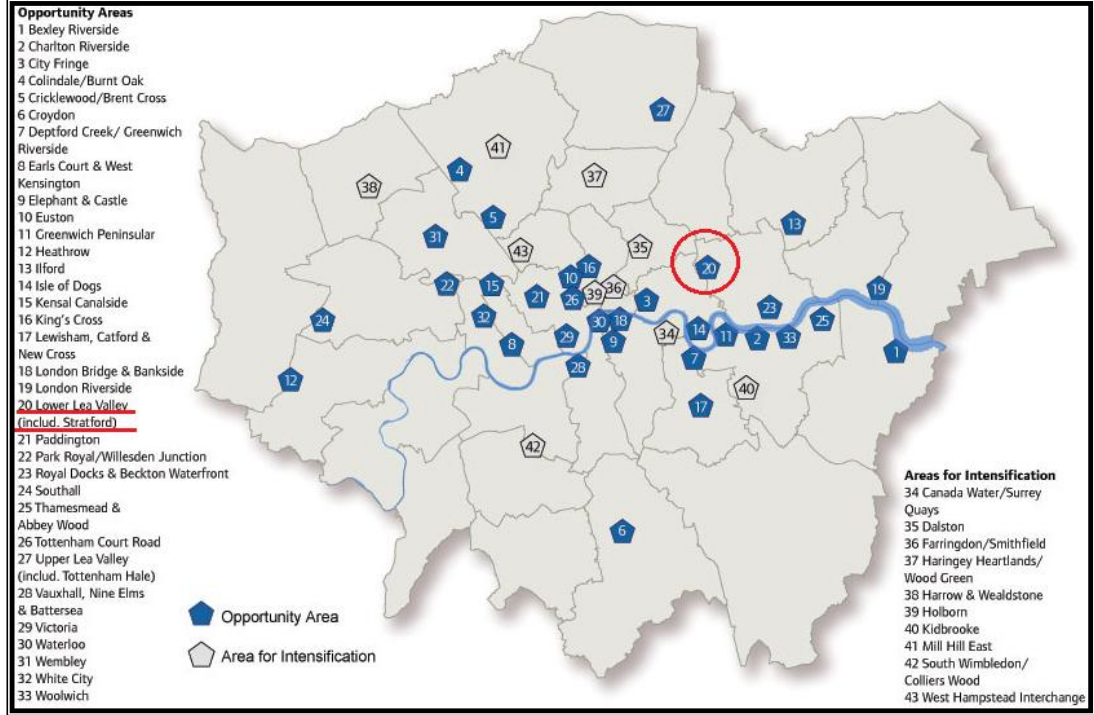 Opportunity Areas
1 Bexley Riverside
2 Charlton Riverside
3 City Fringe
4 Colindale/Burnt Oak
5 Cricklewood/Brent Cross
6 Croydon
7 Deptford Creek/ Greenwich
Riverside
8 Earls Court & West
Kensington
9 Elephant & Castle
10 Euston
11 Greenwich Peninsular
12 Heathrow
13 Ilford
14 Isle of Dogs
15 Kensal Canalside
16 King's Cross
17 Lewisham, Catford &
New Cross
18 London Bridge & Bankside
19 London Riverside
20 Lower Lea Valley
(includ. Stratford)
21 Paddington
22 Park Royal/Willesden Junction
23 Royal Docks & Beckton Waterfront
24 Southall
25 Thamesmead &
Abbey Wood
26 Tottenham Court Road
27 Upper Lea Valley
(includ. Tottenham Hale)
28 Vauxhall, Nine Elms
& Battersea
29 Victoria
30 Waterloo
31 Wembley
32 White City
33 Woolwich
27
41
4
37
38
5
13
31
43
35
20
16
10
22
15
36
19
39
21
26
3
23
32
24
30
18
25
14
34
29
11
2
33
8
9
1
7
28
12
40
17
42
6
Opportunity Area
Area for Intensification
Areas for Intensification
34 Canada Water/Surrey
Quays
35 Dalston
36 Farringdon/Smithfield
37 Haringey Heartlands/
Wood Green
38 Harrow & Wealdstone
39 Holborn
40 Kidbrooke
41 Mill Hill East
42 South Wimbledon/
Colliers Wood
43 West Hampstead Interchange